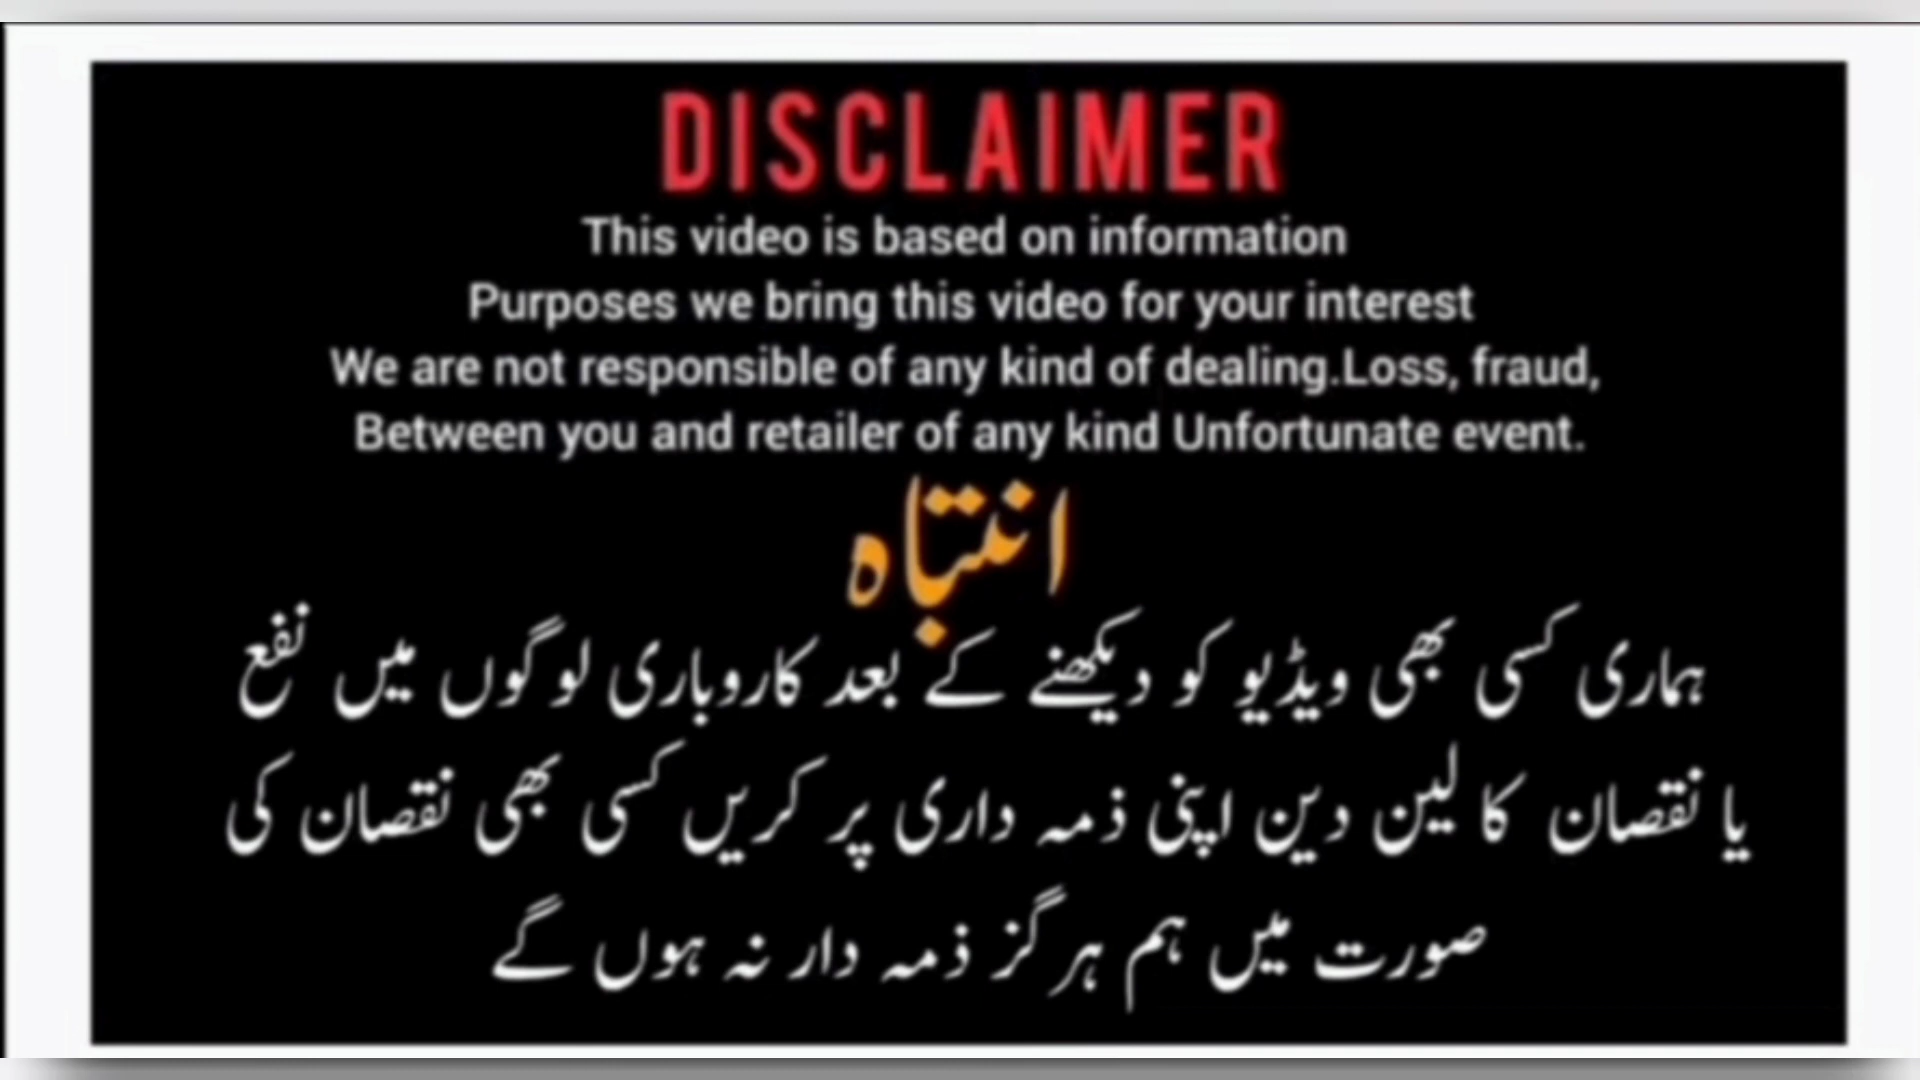 DISCLAIMER
This video is based on information
Purposes we bring this video for your interest
We are not responsible of any kind of dealing.Loss, fraud,
Between you and retailer of any kind Unfortunate event.
انتباہ
ہماری کسی بھی ویڈیو کو دیکھنے کے بعد کاروباری لوگوں میں نفع
یا نقصان کا لین دین اپنی ذمہ داری پر کریں کسی بھی نقصان کی
صورت میں ہم ہرگز ذمہ دار نہ ہوں گے